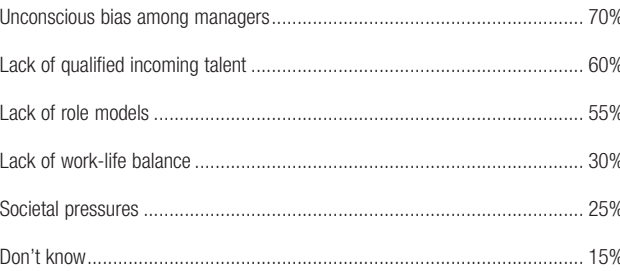 Unconscious bias among managers............................................................. 70%
Lack of qualified incoming talent ................................................................ 60%
Lack of role models ................................................................................... 55%
Lack of work-life balance ........................................................................... 30%
Societal pressures ..................................................................................... 25%
Don’t know................................................................................................ 15%